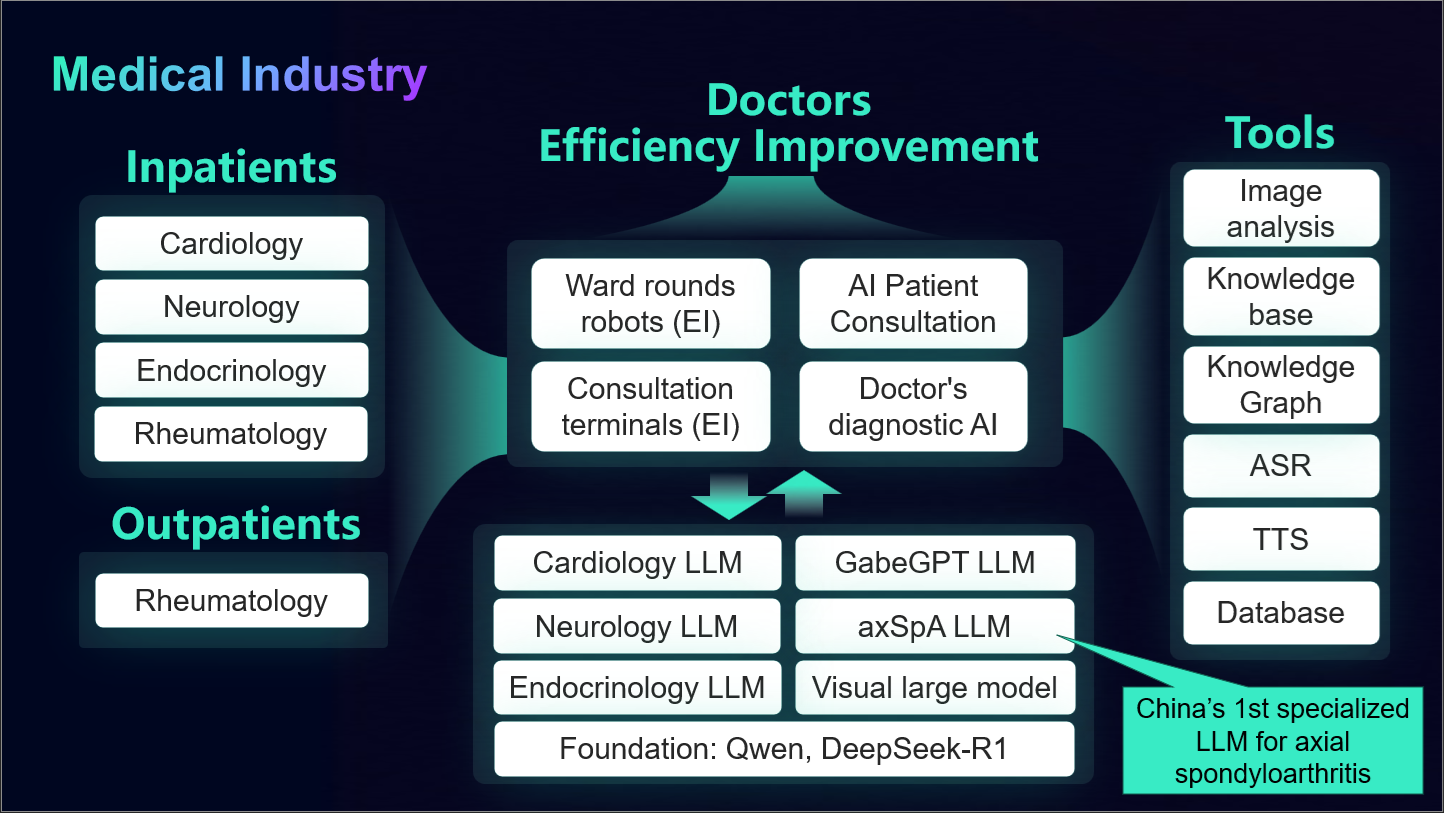 Medical Industry
Inpatients
Cardiology
Neurology
Endocrinology
Rheumatology
Outpatients
Rheumatology
Doctors
Efficiency Improvement
Ward rounds
robots (EI)
AI Patient
Consultation
Consultation
terminals (EI)
Doctor's
diagnostic AI
Cardiology LLM
GabeGPT LLM
Neurology LLM
axSpA LLM
Endocrinology LLM
Visual large model
Foundation: Qwen, DeepSeek-R1
Tools
Image
analysis
Knowledge
base
Knowledge
Graph
ASR
TTS
Database
China’s 1st specialized
LLM for axial
spondyloarthritis